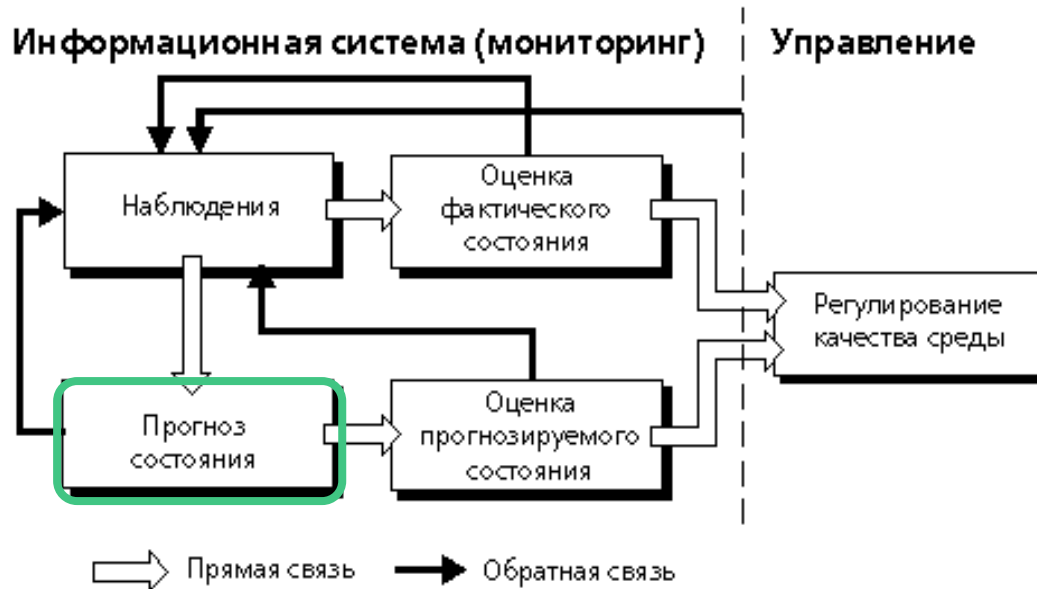 Информационная система (мониторинг)
Управление
Наблюдения
Оценка
фактического
состояния
Регулирование
качества среды
Прогноз
состояния
Оценка
прогнозируемого
состояния
Прямая связь
Обратная связь